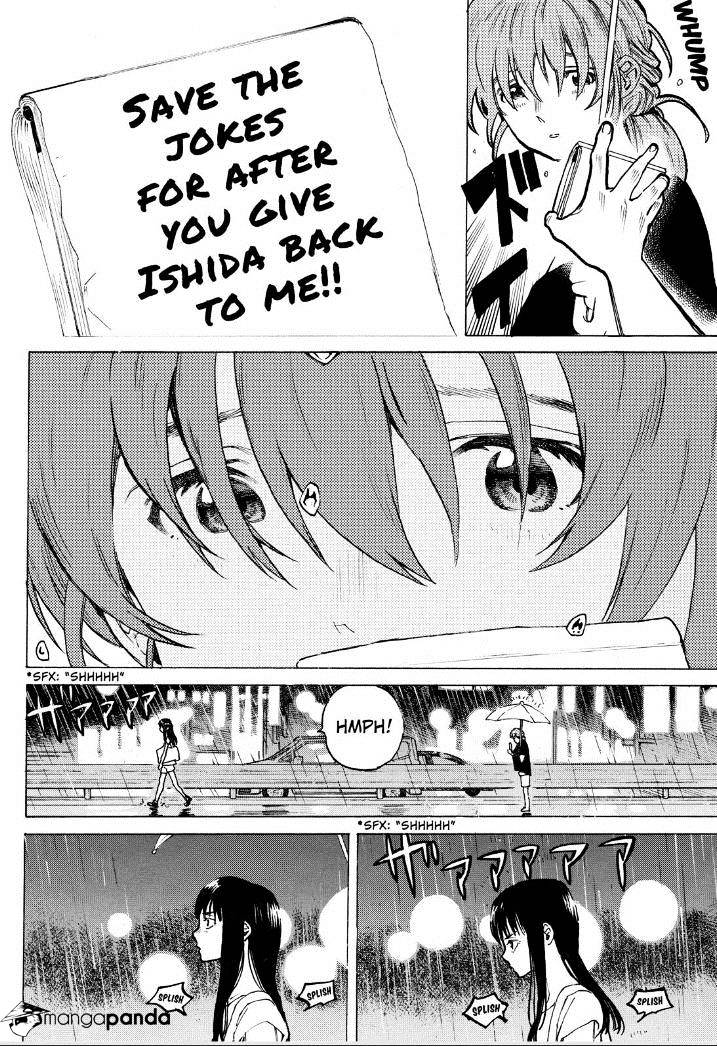 SAVE THE
JOKES
FOR AFTER
YOU GIVE
ISHIDA BACK
TO ME!!
WHUMP
ズイ
*SFX: "SHHHHH"
ザァァァァ
HMPH!
*SFX: "SHHHHH"
ザァァァァァ
SPLISH
SPLISH
SPLISH
SPLISH
mangapanda